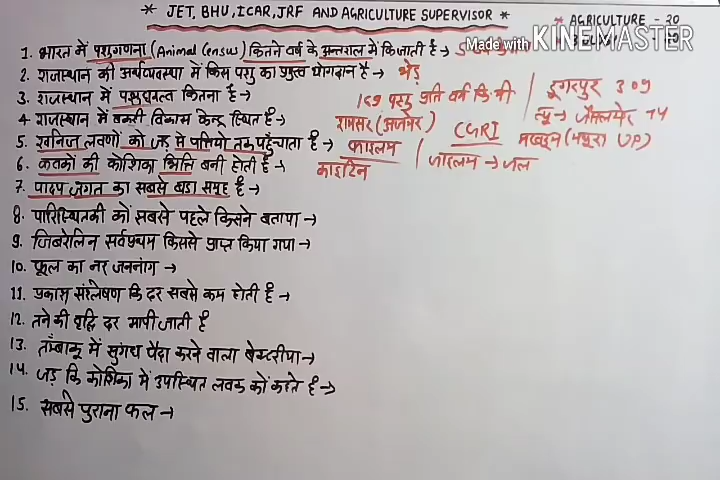 * JET, BHU, ICAR, JRF AND AGRICULTURE SUPERVISOR *
* AGRICULTURE - 20
Made with KINEMASTER
1. भारत में पशुगणना (Animal Census) कितने वर्ष के अन्तराल में किजाती है →
2. राजस्थान की अर्थव्यवस्था में किस पशु का मुख्य योगदान है → भेड़
3. राजस्थान में पशुघनत्व कितना है → 169 पशु प्रति वर्ग कि मी / डूंगरपुर 309
4 राजस्थान में बकरी विकास केन्द्र स्थित है → रामसर (अजमेर) CGRI मखदूम (मथुरा UP) न्यू → जैसलमेर 14
5. खनिज लवणों को जड़ से पत्तियो तक पहुँचाता है → जाइलम / जाइलम → जल
6. कवकों की कोशिका भित्ति बनी होती है → काइटिन
7. पादप जगत का सबसे बडा समूह है →
8. पारिस्थितकी कों सबसे पहले किसने बताया →
9. जिबरेलिन सर्वप्रथम किससे प्राप्त किया गया →
10. फूल का नर जननांग →
11. प्रकाश संश्लेषण कि दर सबसे कम होती है →
12. तने की वृद्धि दर मापी जाती है
13. तम्बाकू में सुगंध पैदा करने वाला बेक्टरीया →
14. जड़ कि कोशिका में उपस्थित लवक कों कहते है →
15. सबसे पुराना फल →